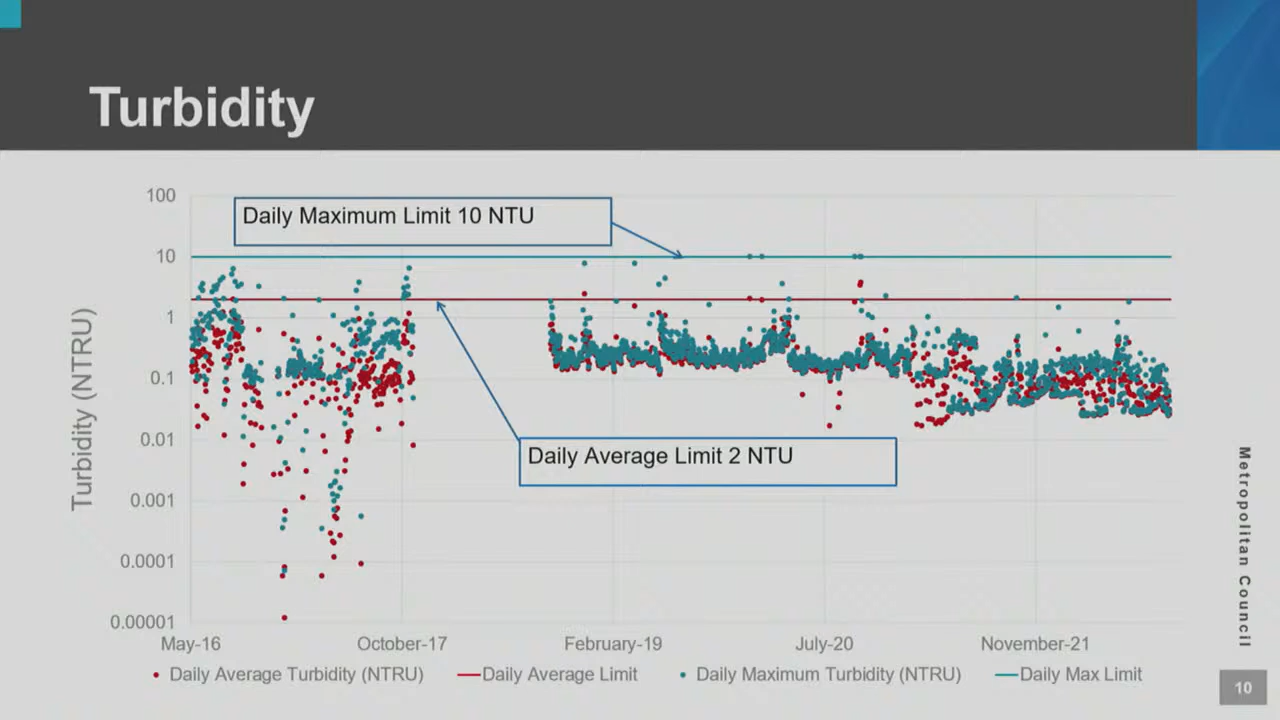 Turbidity
100
Daily Maximum Limit 10 NTU
10
1
0.1
0.01
Daily Average Limit 2 NTU
0.001
0.0001
0.00001
Turbidity (NTRU)
May-16 October-17 February-19 July-20 November-21
Daily Average Turbidity (NTRU) Daily Average Limit Daily Maximum Turbidity (NTRU) Daily Max Limit
Metropolitan Council
10